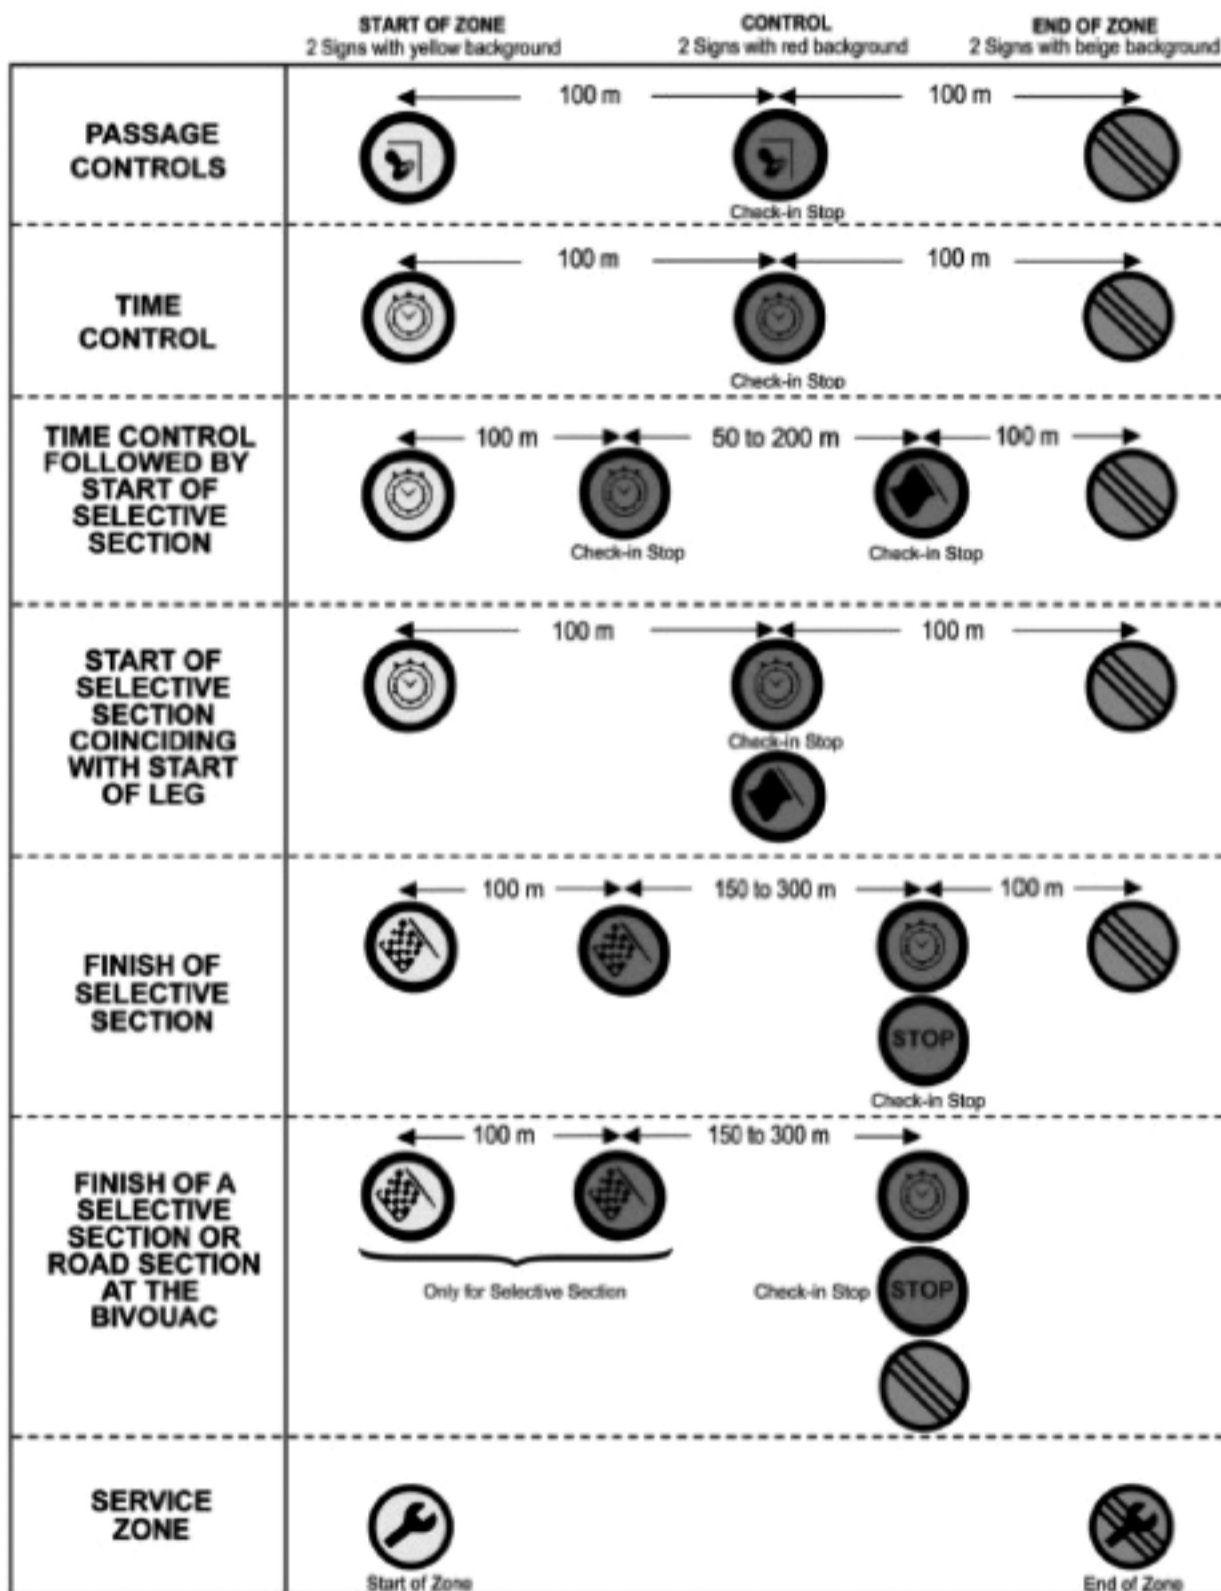 START OF ZONE
2 Signs with yellow background
CONTROL
2 Signs with red background
END OF ZONE
2 Signs with beige background
PASSAGE
CONTROLS
100 m
100 m
Check-in Stop
TIME
CONTROL
100 m
100 m
Check-in Stop
TIME CONTROL
FOLLOWED BY
START OF
SELECTIVE
SECTION
100 m
50 to 200 m
100 m
Check-in Stop
Check-in Stop
START OF
SELECTIVE
SECTION
COINCIDING
WITH START
OF LEG
100 m
100 m
Check-in Stop
FINISH OF
SELECTIVE
SECTION
100 m
150 to 300 m
100 m
STOP
Check-in Stop
FINISH OF A
SELECTIVE
SECTION OR
ROAD SECTION
AT THE
BIVOUAC
100 m
150 to 300 m
Only for Selective Section
Check-in Stop
STOP
SERVICE
ZONE
Start of Zone
End of Zone